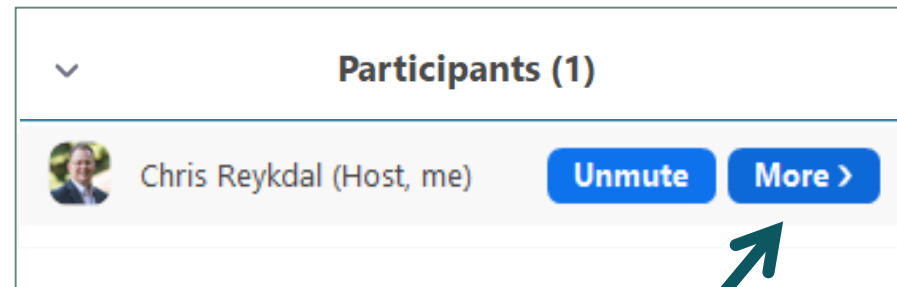 Participants (1)
Chris Reykdal (Host, me) Unmute More >